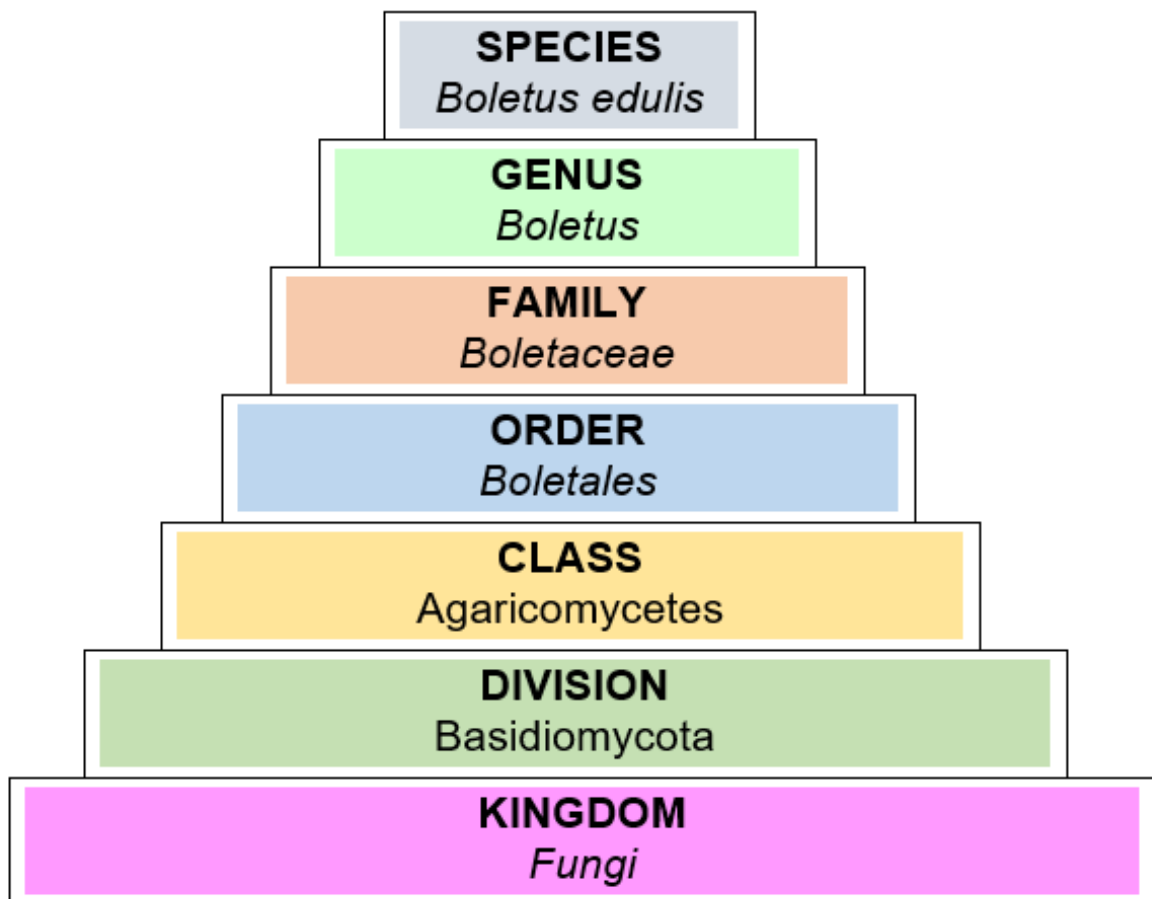 SPECIES
Boletus edulis
GENUS
Boletus
FAMILY
Boletaceae
ORDER
Boletales
CLASS
Agaricomycetes
DIVISION
Basidiomycota
KINGDOM
Fungi